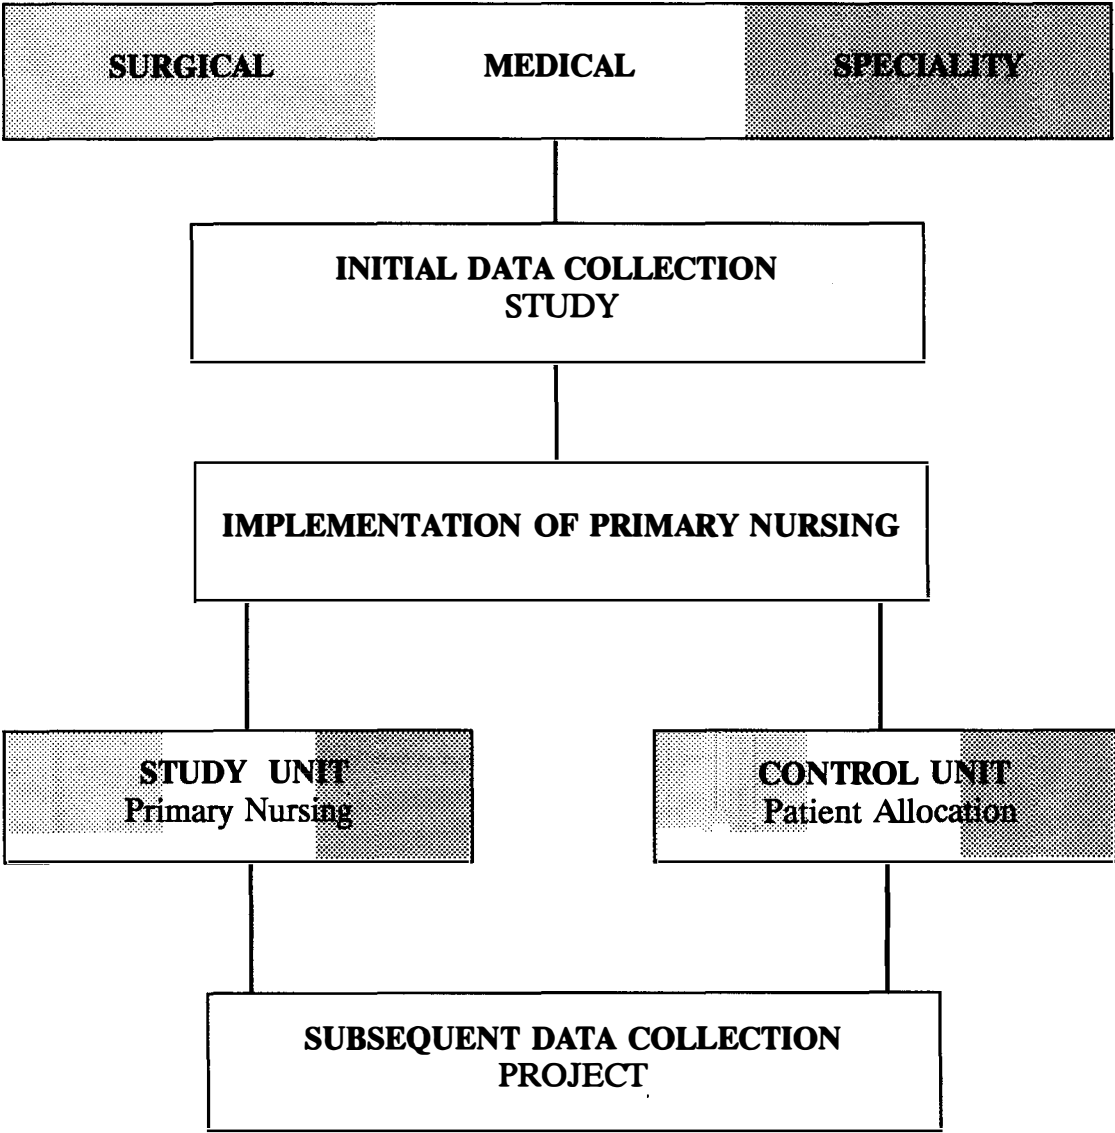 SURGICAL MEDICAL SPECIALITY
INITIAL DATA COLLECTION
STUDY
IMPLEMENTATION OF PRIMARY NURSING
STUDY UNIT
Primary Nursing
CONTROL UNIT
Patient Allocation
SUBSEQUENT DATA COLLECTION
PROJECT